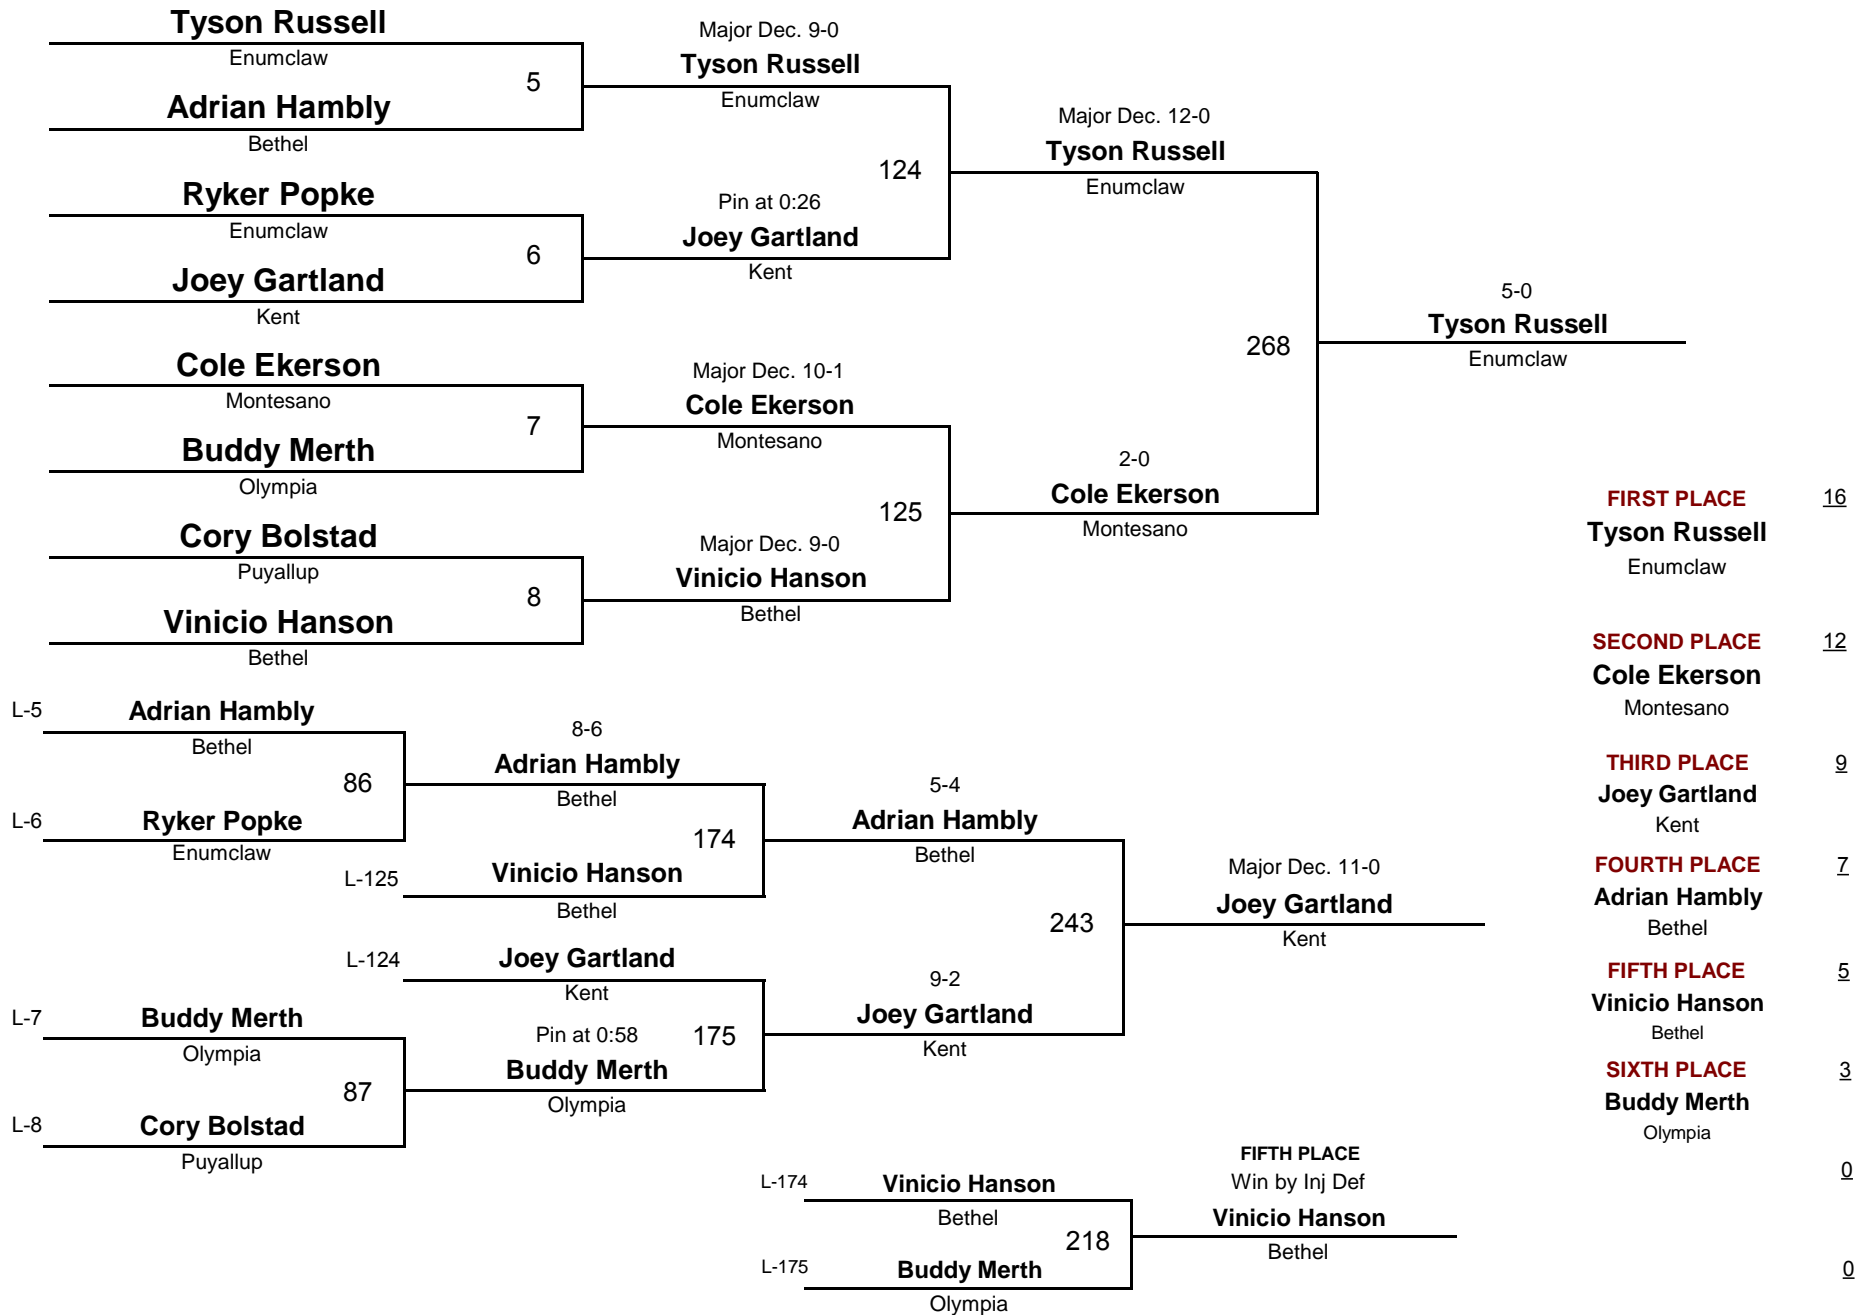 Tyson Russell
Enumclaw
5
Adrian Hambly
Bethel
Ryker Popke
Enumclaw
6
Joey Gartland
Kent
Cole Ekerson
Montesano
7
Buddy Merth
Olympia
Cory Bolstad
Puyallup
8
Vinicio Hanson
Bethel
Major Dec. 9-0
Tyson Russell
Enumclaw
124
Pin at 0:26
Joey Gartland
Kent
Major Dec. 10-1
Cole Ekerson
Montesano
125
Major Dec. 9-0
Vinicio Hanson
Bethel
Major Dec. 12-0
Tyson Russell
Enumclaw
268
2-0
Cole Ekerson
Montesano
5-0
Tyson Russell
Enumclaw
L-5
Adrian Hambly
Bethel
86
L-6
Ryker Popke
Enumclaw
8-6
Adrian Hambly
Bethel
174
L-125
Vinicio Hanson
Bethel
L-124
Joey Gartland
Kent
175
L-7
Buddy Merth
Olympia
87
L-8
Cory Bolstad
Puyallup
Pin at 0:58
Buddy Merth
Olympia
5-4
Adrian Hambly
Bethel
243
9-2
Joey Gartland
Kent
Major Dec. 11-0
Joey Gartland
Kent
L-174
Vinicio Hanson
Bethel
218
L-175
Buddy Merth
Olympia
FIFTH PLACE
Win by Inj Def
Vinicio Hanson
Bethel
FIRST PLACE 16
Tyson Russell
Enumclaw
SECOND PLACE 12
Cole Ekerson
Montesano
THIRD PLACE 9
Joey Gartland
Kent
FOURTH PLACE 7
Adrian Hambly
Bethel
FIFTH PLACE 5
Vinicio Hanson
Bethel
SIXTH PLACE 3
Buddy Merth
Olympia
0
0